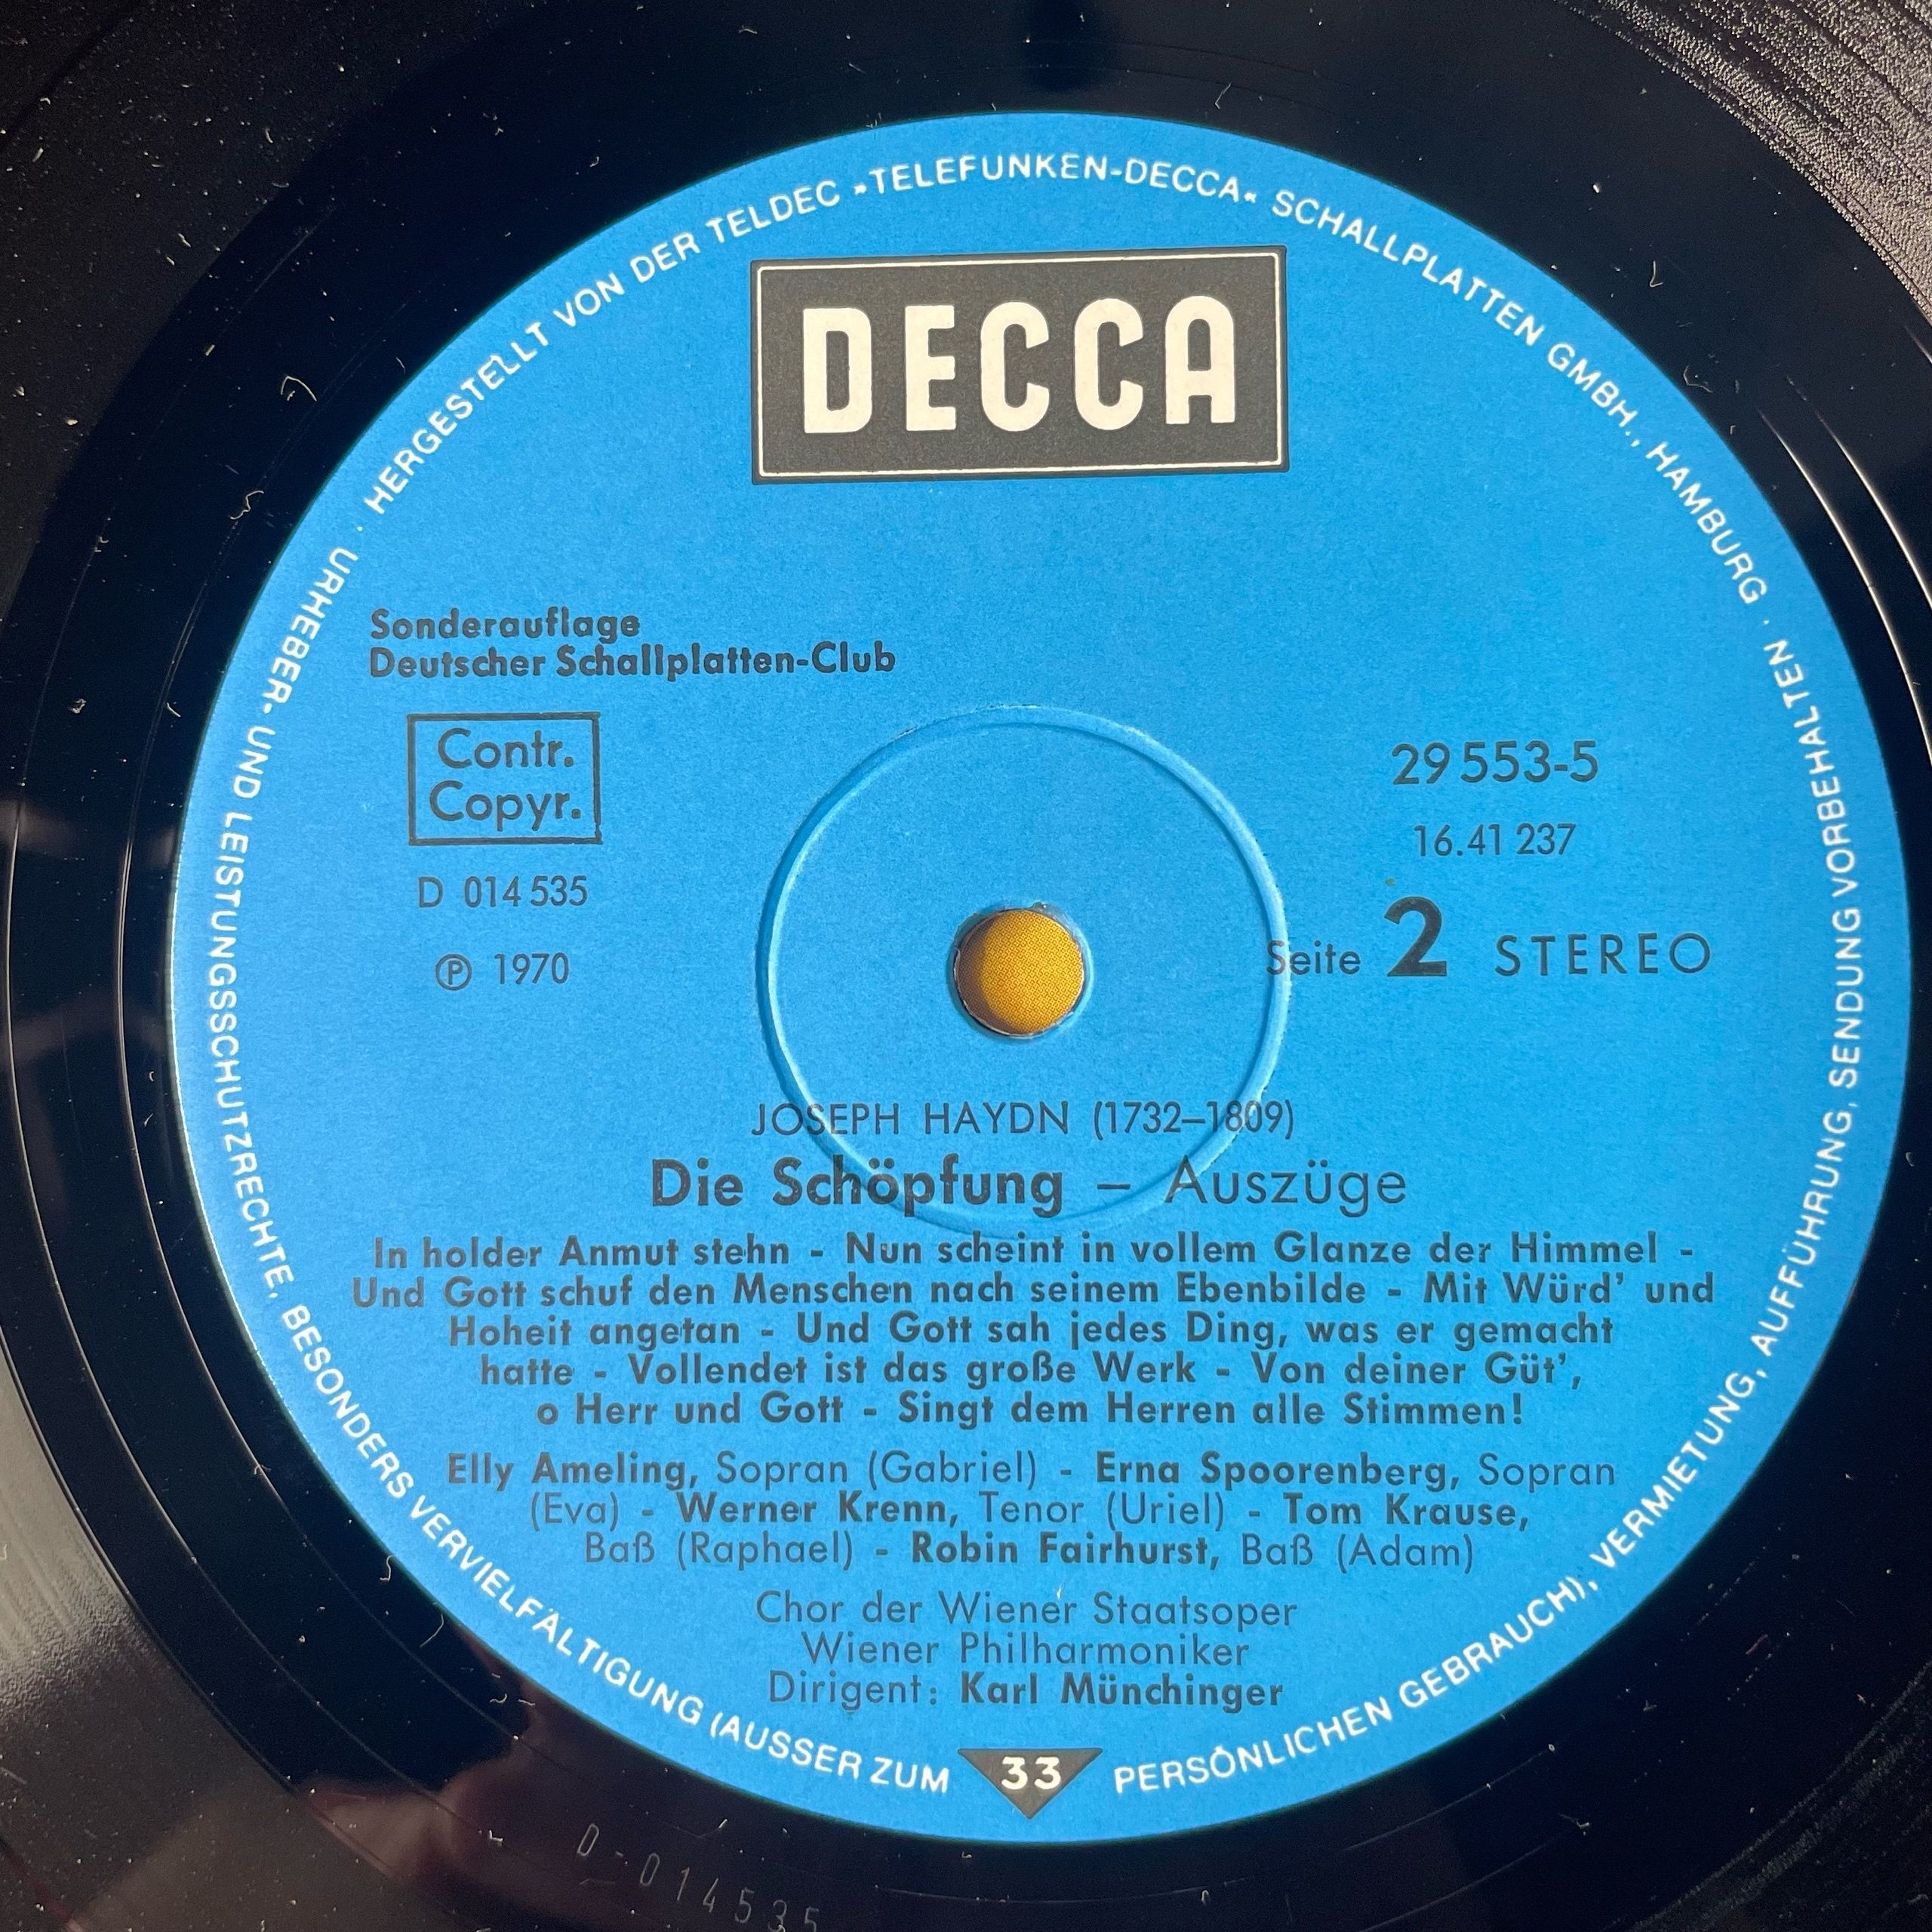 HERGESTELLT VON DER TELDEC »TELEFUNKEN-DECCA« SCHALLPLATTEN GMBH., HAMBURG ·
DECCA
Sonderauflage
Deutscher Schallplatten-Club
Contr.
Copyr.
D 014 535
℗ 1970
29 553-5
16.41 237
Seite 2 STEREO
JOSEPH HAYDN (1732–1809)
Die Schöpfung – Auszüge
In holder Anmut stehn - Nun scheint in vollem Glanze der Himmel -
Und Gott schuf den Menschen nach seinem Ebenbilde - Mit Würd' und
Hoheit angetan - Und Gott sah jedes Ding, was er gemacht
hatte - Vollendet ist das große Werk - Von deiner Güt',
o Herr und Gott - Singt dem Herren alle Stimmen!
Elly Ameling, Sopran (Gabriel) - Erna Spoorenberg, Sopran
(Eva) - Werner Krenn, Tenor (Uriel) - Tom Krause,
Baß (Raphael) - Robin Fairhurst, Baß (Adam)
Chor der Wiener Staatsoper
Wiener Philharmoniker
Dirigent: Karl Münchinger
33
URHEBER- UND LEISTUNGSSCHUTZRECHTE, BESONDERS VERVIELFÄLTIGUNG (AUSSER ZUM PERSÖNLICHEN GEBRAUCH), VERMIETUNG, AUFFÜHRUNG, SENDUNG VORBEHALTEN ·
D-014535